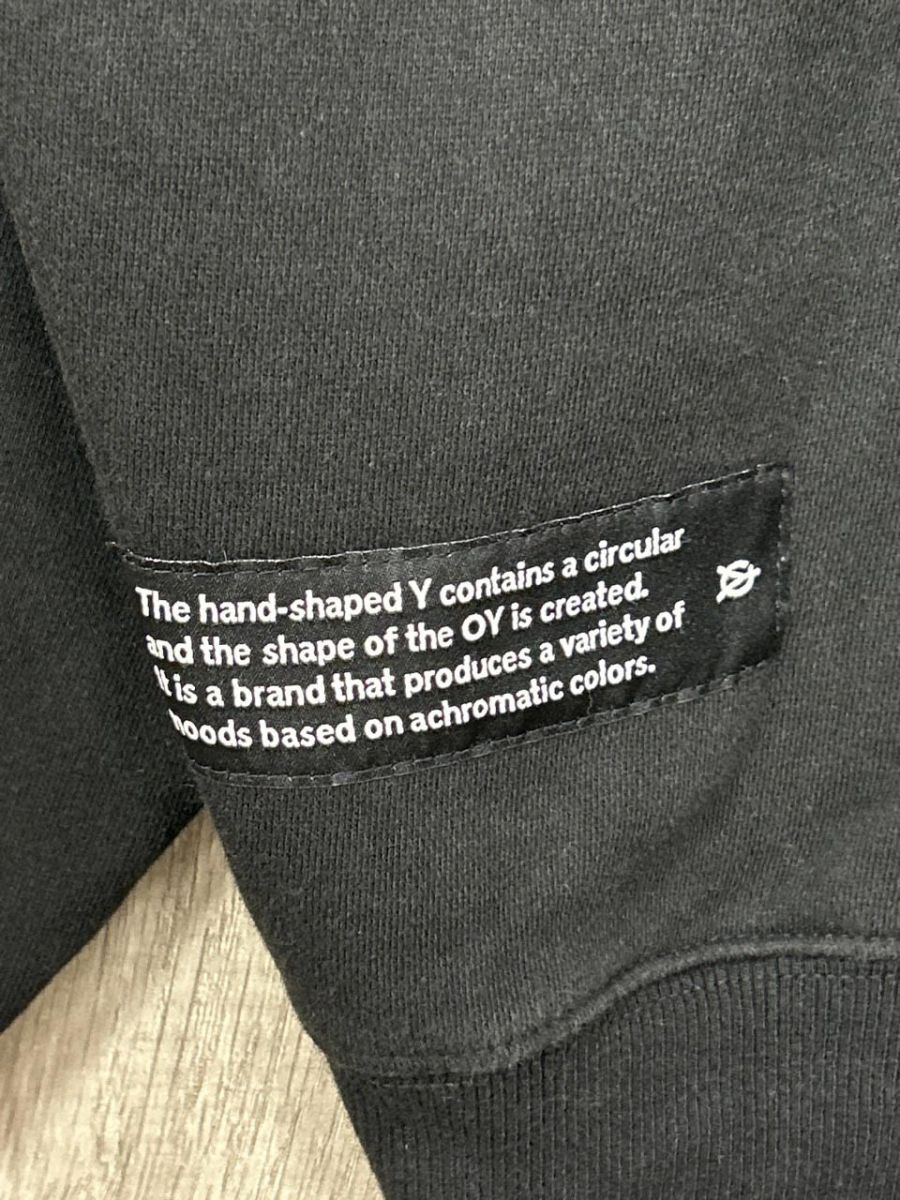 The hand-shaped Y contains a circular
and the shape of the OY is created.
It is a brand that produces a variety of
moods based on achromatic colors.